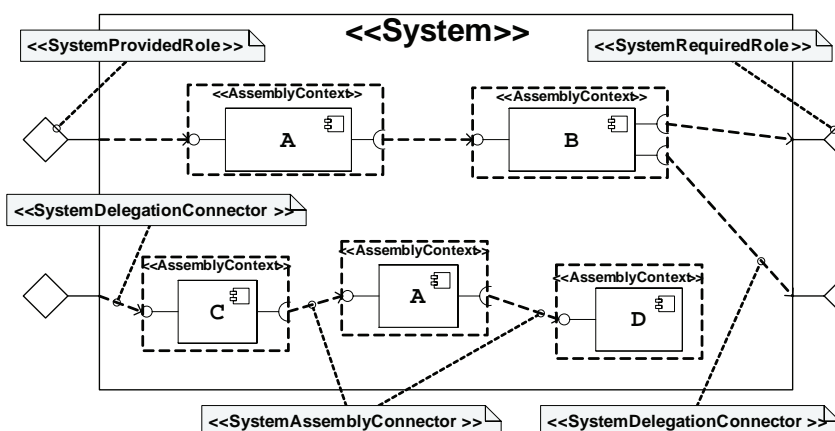 <<System>>
<<SystemProvidedRole>>
<<SystemRequiredRole>>
<<AssemblyContext>>
<<AssemblyContext>>
A
B
<<SystemDelegationConnector >>
<<AssemblyContext>>
<<AssemblyContext>>
<<AssemblyContext>>
C
A
D
<<SystemAssemblyConnector >>
<<SystemDelegationConnector >>